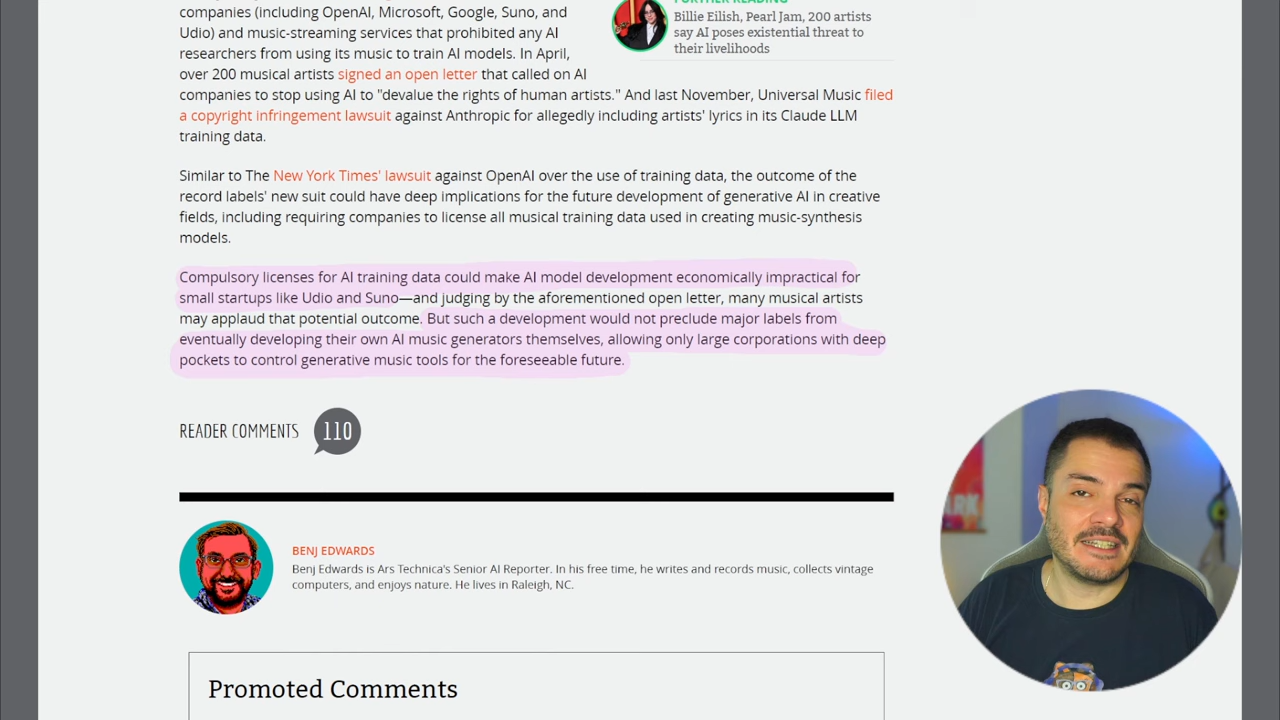 companies (including OpenAI, Microsoft, Google, Suno, and
Udio) and music-streaming services that prohibited any AI
researchers from using its music to train AI models. In April,
over 200 musical artists signed an open letter that called on AI
companies to stop using AI to "devalue the rights of human artists." And last November, Universal Music filed
a copyright infringement lawsuit against Anthropic for allegedly including artists' lyrics in its Claude LLM
training data.
FURTHER READING
Billie Eilish, Pearl Jam, 200 artists
say AI poses existential threat to
their livelihoods
Similar to The New York Times' lawsuit against OpenAI over the use of training data, the outcome of the
record labels' new suit could have deep implications for the future development of generative AI in creative
fields, including requiring companies to license all musical training data used in creating music-synthesis
models.
Compulsory licenses for AI training data could make AI model development economically impractical for
small startups like Udio and Suno—and judging by the aforementioned open letter, many musical artists
may applaud that potential outcome. But such a development would not preclude major labels from
eventually developing their own AI music generators themselves, allowing only large corporations with deep
pockets to control generative music tools for the foreseeable future.
READER COMMENTS 110
BENJ EDWARDS
Benj Edwards is Ars Technica's Senior AI Reporter. In his free time, he writes and records music, collects vintage
computers, and enjoys nature. He lives in Raleigh, NC.
Promoted Comments